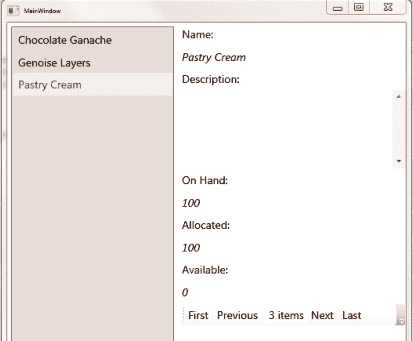 MainWindow
Chocolate Ganache
Genoise Layers
Pastry Cream
Name:
Pastry Cream
Description:
On Hand:
100
Allocated:
100
Available:
0
First Previous 3 items Next Last